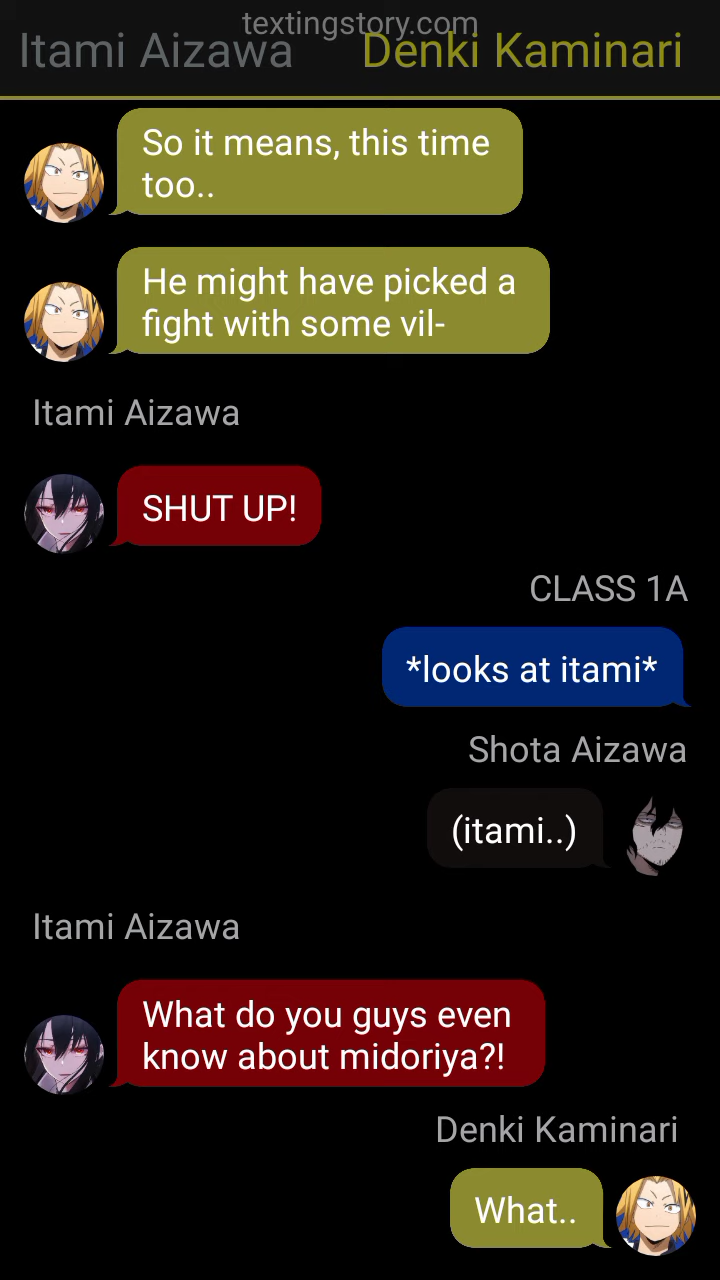 textingstory.com
Itami Aizawa Denki Kaminari
So it means, this time
too..
He might have picked a
fight with some vil-
Itami Aizawa
SHUT UP!
CLASS 1A
*looks at itami*
Shota Aizawa
(itami..)
Itami Aizawa
What do you guys even
know about midoriya?!
Denki Kaminari
What..